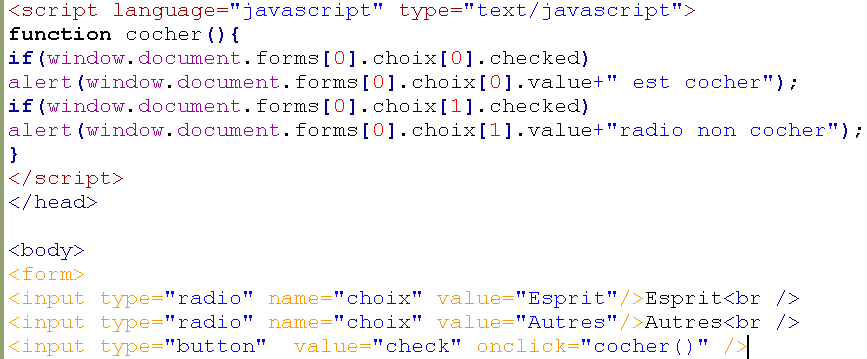 <script language="javascript" type="text/javascript">
function cocher(){
if(window.document.forms[0].choix[0].checked)
alert(window.document.forms[0].choix[0].value+" est cocher");
if(window.document.forms[0].choix[1].checked)
alert(window.document.forms[0].choix[1].value+"radio non cocher");
}
</script>
</head>
<body>
<form>
<input type="radio" name="choix" value="Esprit"/>Esprit<br />
<input type="radio" name="choix" value="Autres"/>Autres<br />
<input type="button"  value="check" onclick="cocher()" />